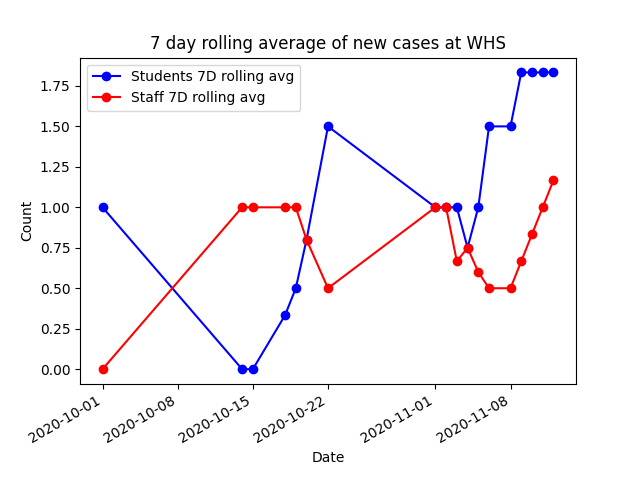 7 day rolling average of new cases at WHS
Students 7D rolling avg
Staff 7D rolling avg
1.75
1.50
1.25
1.00
0.75
0.50
0.25
0.00
Count
2020-10-01
2020-10-08
2020-10-15
2020-10-22
2020-11-01
2020-11-08
Date